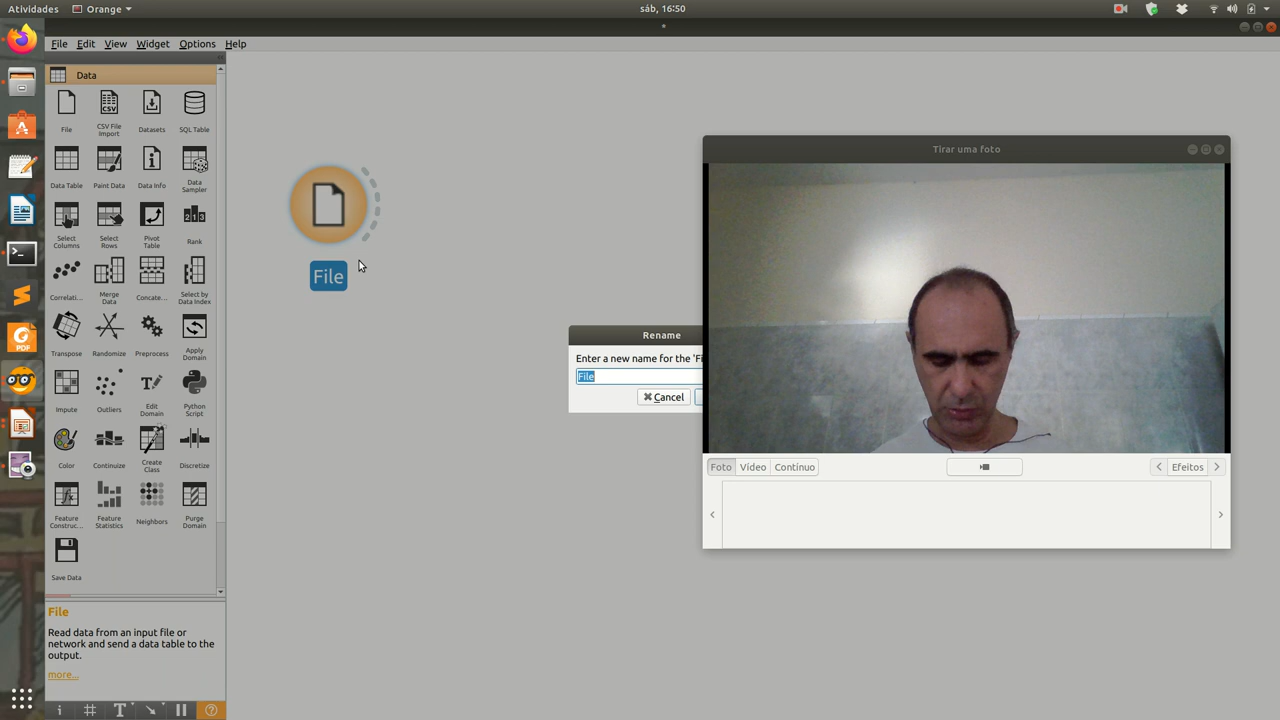 Atividades
Orange
sáb, 16:50
File Edit View Widget Options Help
Data
File
CSV File Import
Datasets
SQL Table
Data Table
Paint Data
Data Info
Data Sampler
Select Columns
Select Rows
Pivot Table
Rank
Correlati...
Merge Data
Concate...
Select by Data Index
Transpose
Randomize
Preprocess
Apply Domain
Impute
Outliers
Edit Domain
Python Script
Color
Continuize
Create Class
Discretize
Feature Construc...
Feature Statistics
Neighbors
Purge Domain
Save Data
File
Read data from an input file or
network and send a data table to the
output.
more...
File
Rename
Enter a new name for the 'Fi
File
Cancel
Tirar uma foto
Foto Vídeo Contínuo
Efeitos